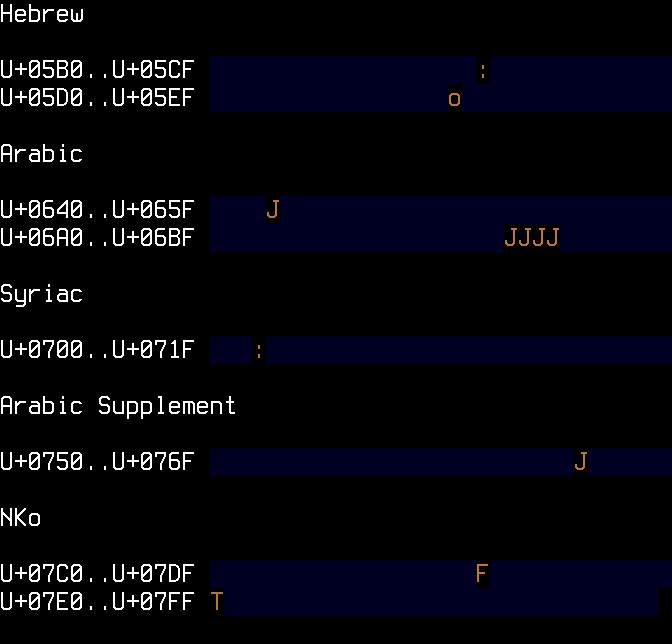 Hebrew
U+05B0..U+05CF :
U+05D0..U+05EF o
Arabic
U+0640..U+065F J
U+06A0..U+06BF JJJJ
Syriac
U+0700..U+071F :
Arabic Supplement
U+0750..U+076F J
NKo
U+07C0..U+07DF F
U+07E0..U+07FF T